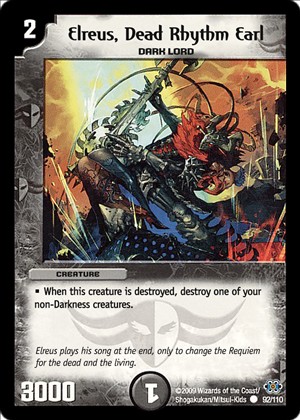 2
Elreus, Dead Rhythm Earl
DARK LORD
CREATURE
▪ When this creature is destroyed, destroy one of your
non-Darkness creatures.
Elreus plays his song at the end, only to change the Requiem
for the dead and the living.
3000
1
©2009 Wizards of the Coast/
Shogakukan/Mitsui-Kids
92/110